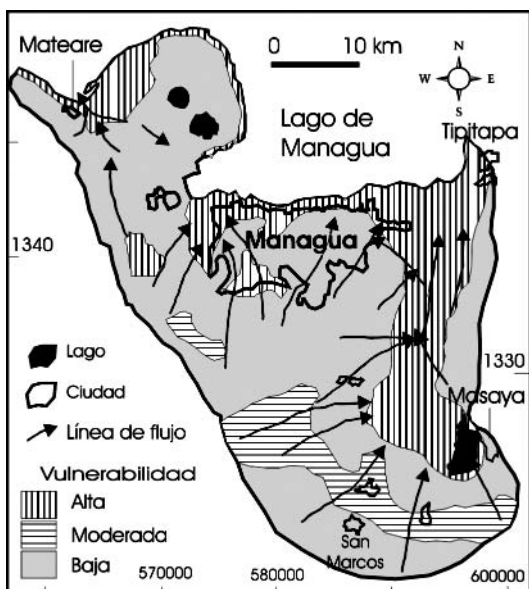 Mateare
0 10 km
N
W E
S
Lago de
Managua
Tipitapa
1340
Managua
1330
Lago
Ciudad
Línea de flujo
Masaya
Vulnerabilidad
Alta
Moderada
Baja
San
Marcos
570000 580000 600000